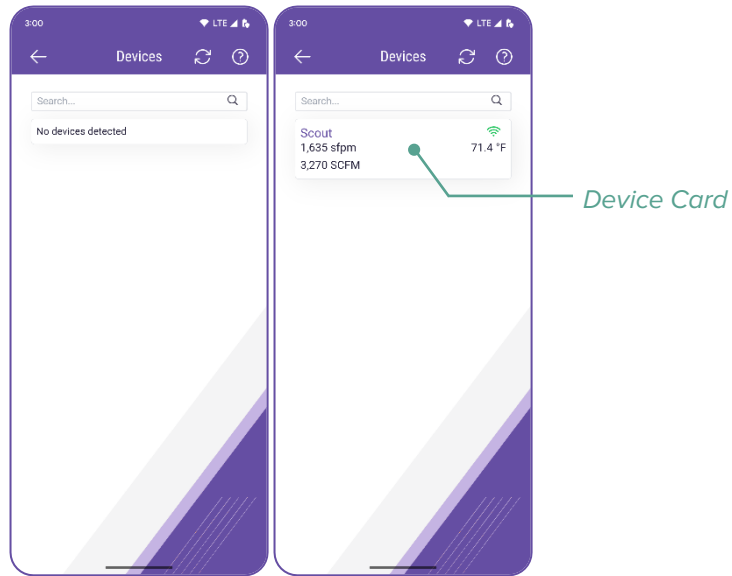 3:00 LTE
Devices
Search...
No devices detected
3:00 LTE
Devices
Search...
Scout
1,635 sfpm 71.4 °F
3,270 SCFM
Device Card